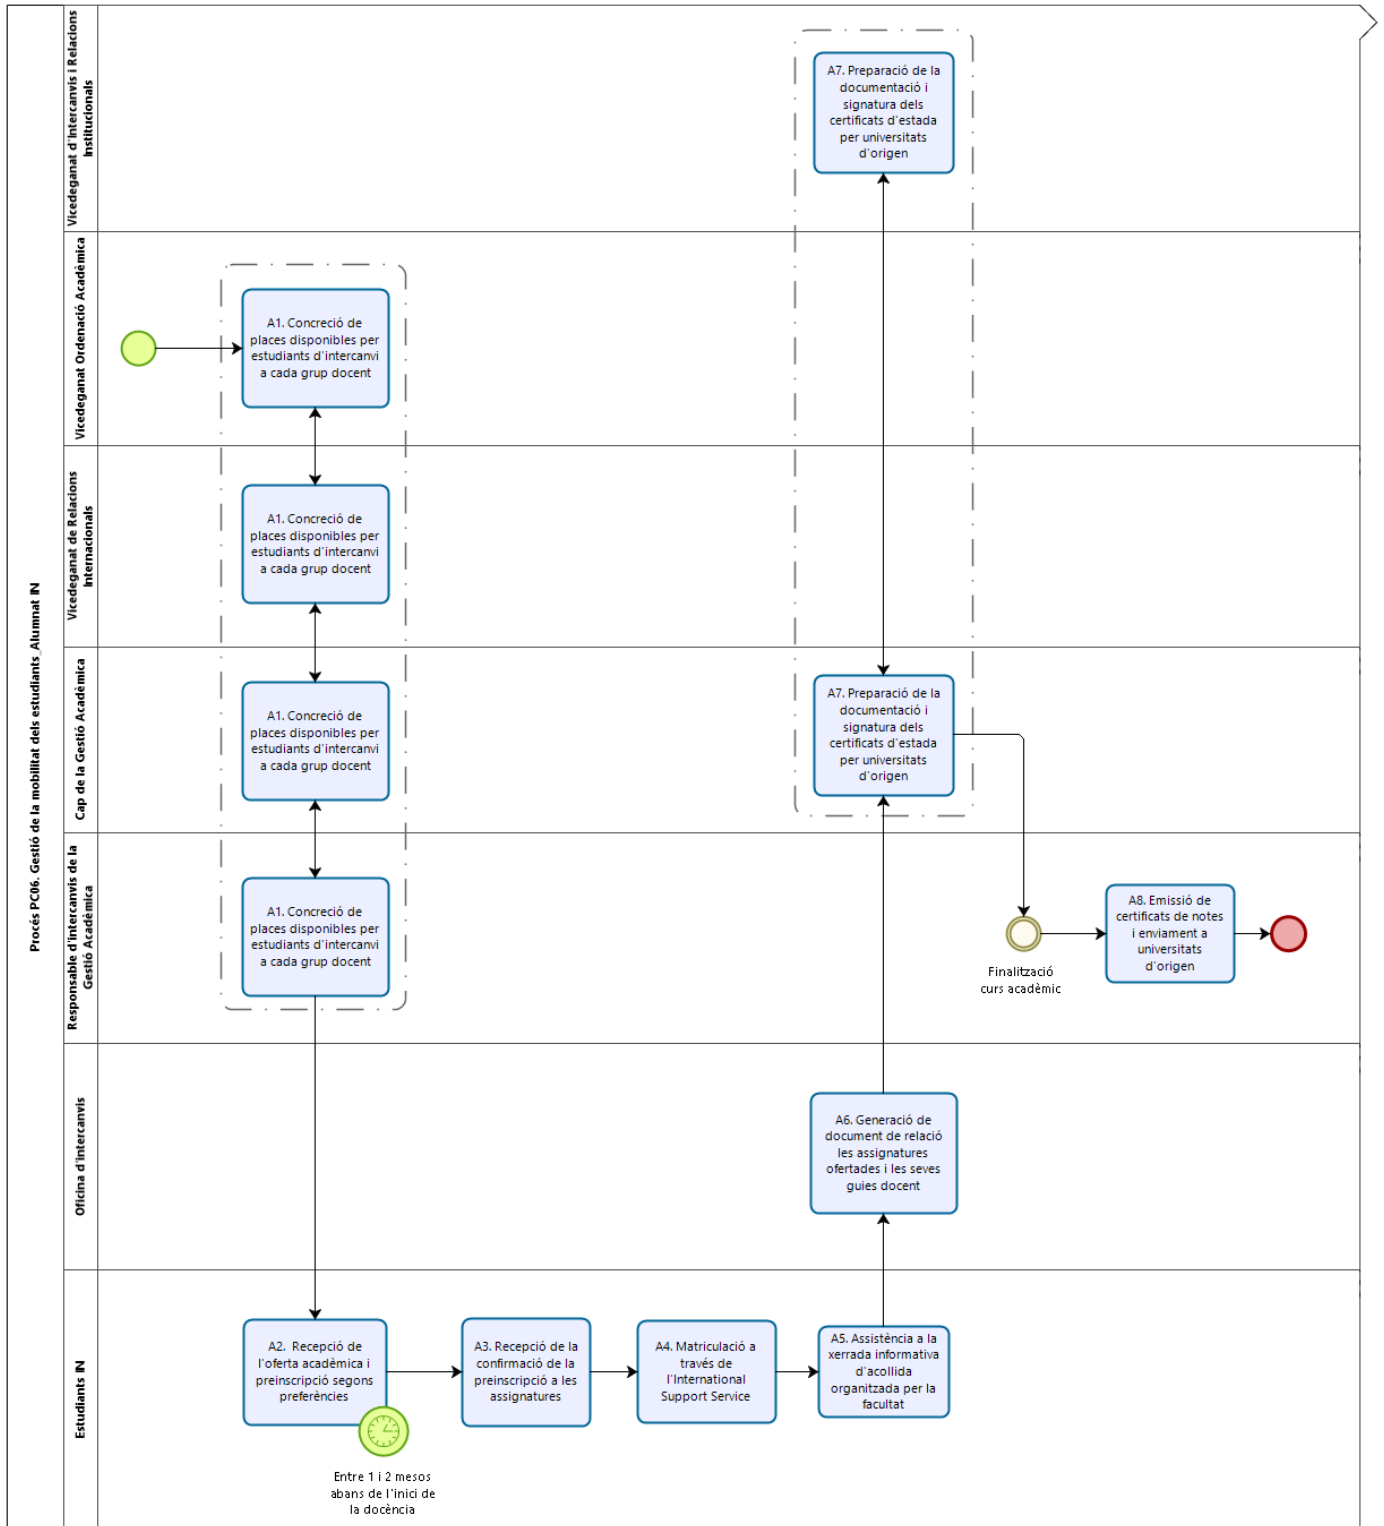 Procés PC06. Gestió de la mobilitat dels estudiants_Alumnat IN
Vicedeganat d'Intercanvis i Relacions
Institucionals
A7. Preparació de la
documentació i
signatura dels
certificats d'estada
per universitats
d'origen
Vicedeganat Ordenació Acadèmica
A1. Concreció de
places disponibles per
estudiants d'intercanvi
a cada grup docent
Vicedeganat de Relacions
Internacionals
A1. Concreció de
places disponibles per
estudiants d'intercanvi
a cada grup docent
Cap de la Gestió Acadèmica
A1. Concreció de
places disponibles per
estudiants d'intercanvi
a cada grup docent
A7. Preparació de la
documentació i
signatura dels
certificats d'estada
per universitats
d'origen
Responsable d'intercanvis de la
Gestió Acadèmica
A1. Concreció de
places disponibles per
estudiants d'intercanvi
a cada grup docent
Finalització
curs acadèmic
A8. Emissió de
certificats de notes
i enviament a
universitats
d'origen
Oficina d'intercanvis
A6. Generació de
document de relació
les assignatures
ofertades i les seves
guies docent
Estudiants IN
A2. Recepció de
l'oferta acadèmica i
preinscripció segons
preferències
Entre 1 i 2 mesos
abans de l'inici de
la docència
A3. Recepció de la
confirmació de la
preinscripció a les
assignatures
A4. Matriculació a
través de
l'International
Support Service
A5. Assistència a la
xerrada informativa
d'acollida
organitzada per la
facultat